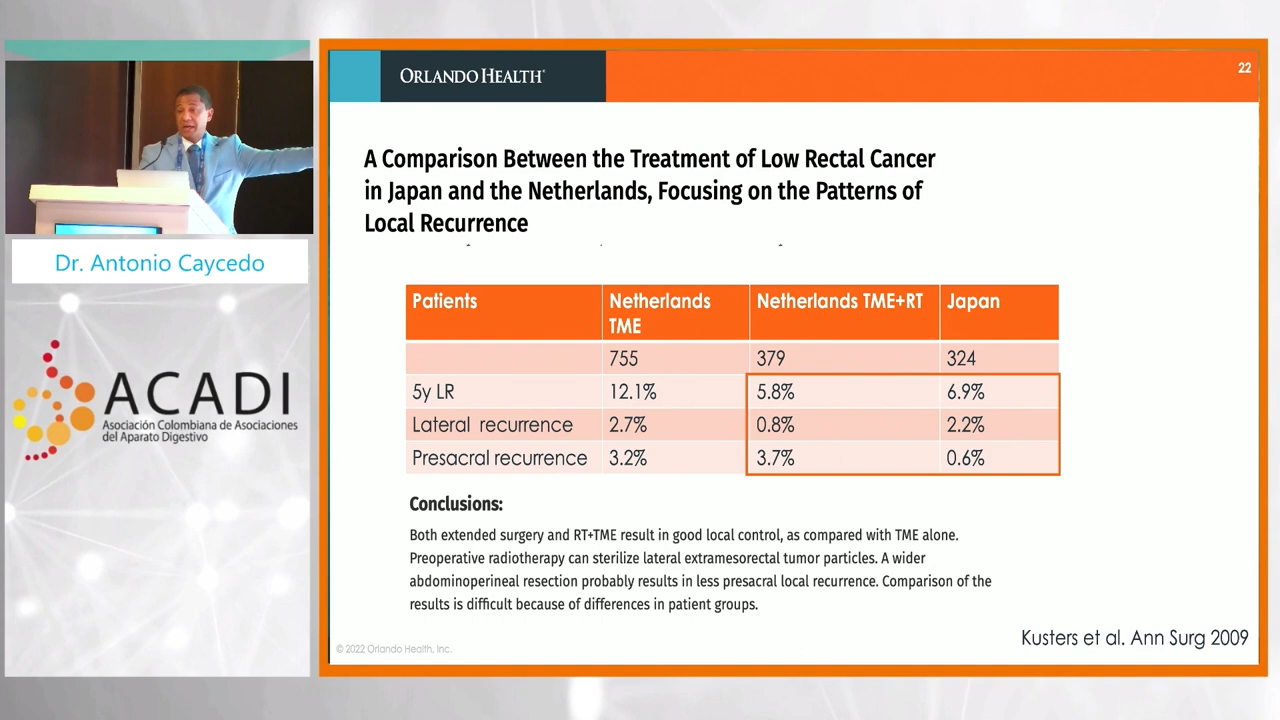 ORLANDO HEALTH®
22
A Comparison Between the Treatment of Low Rectal Cancer
in Japan and the Netherlands, Focusing on the Patterns of
Local Recurrence
Patients Netherlands TME Netherlands TME+RT Japan
755 379 324
5y LR 12.1% 5.8% 6.9%
Lateral recurrence 2.7% 0.8% 2.2%
Presacral recurrence 3.2% 3.7% 0.6%
Conclusions:
Both extended surgery and RT+TME result in good local control, as compared with TME alone.
Preoperative radiotherapy can sterilize lateral extramesorectal tumor particles. A wider
abdominoperineal resection probably results in less presacral local recurrence. Comparison of the
results is difficult because of differences in patient groups.
Kusters et al. Ann Surg 2009
© 2022 Orlando Health, Inc.
Dr. Antonio Caycedo
ACADI
Asociación Colombiana de Asociaciones
del Aparato Digestivo